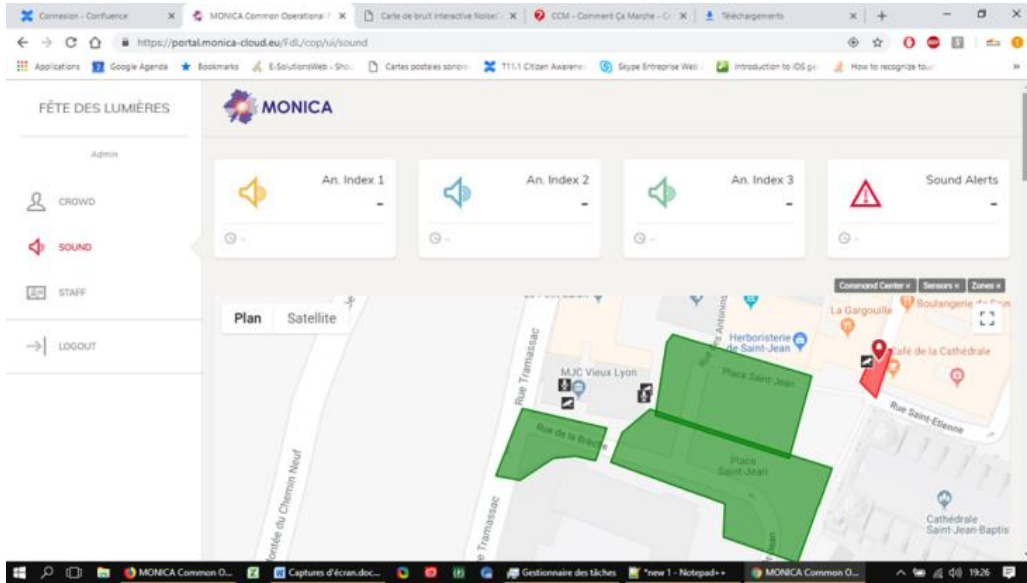 Connexion - Confluence
MONICA Common Operational P
Carte de bruit interactive Noise
CCM - Comment Ça Marche - C
Téléchargements
https://portal.monica-cloud.eu/FdL/cop/ui/sound
Applications
Google Agenda
Bookmarks
E-SolutionsWeb - Sho
Cartes postales sonore
T11.1 Citizen Awarene
Skype Entreprise Web
Introduction to iOS
How to recognize
FÊTE DES LUMIÈRES
MONICA
Admin
CROWD
SOUND
STAFF
LOGOUT
An. Index 1
-
An. Index 2
-
An. Index 3
-
Sound Alerts
-
Command Center ×
Sensors ×
Zones ×
Plan
Satellite
La Gargouille
Boulangerie
Herboristerie
de Saint-Jean
Café de la Cathédrale
Rue des Antonins
Rue Tramassac
MJC Vieux Lyon
Place Saint-Jean
Rue Saint-Etienne
Rue de la Brèche
Place
Saint-Jean
Montée du Chemin Neuf
Tramassac
Cathédrale
Saint-Jean-Baptis
MONICA Common O...
Captures d'écran.doc...
Gestionnaire des tâches
*new 1 - Notepad++
MONICA Common O...
19:26